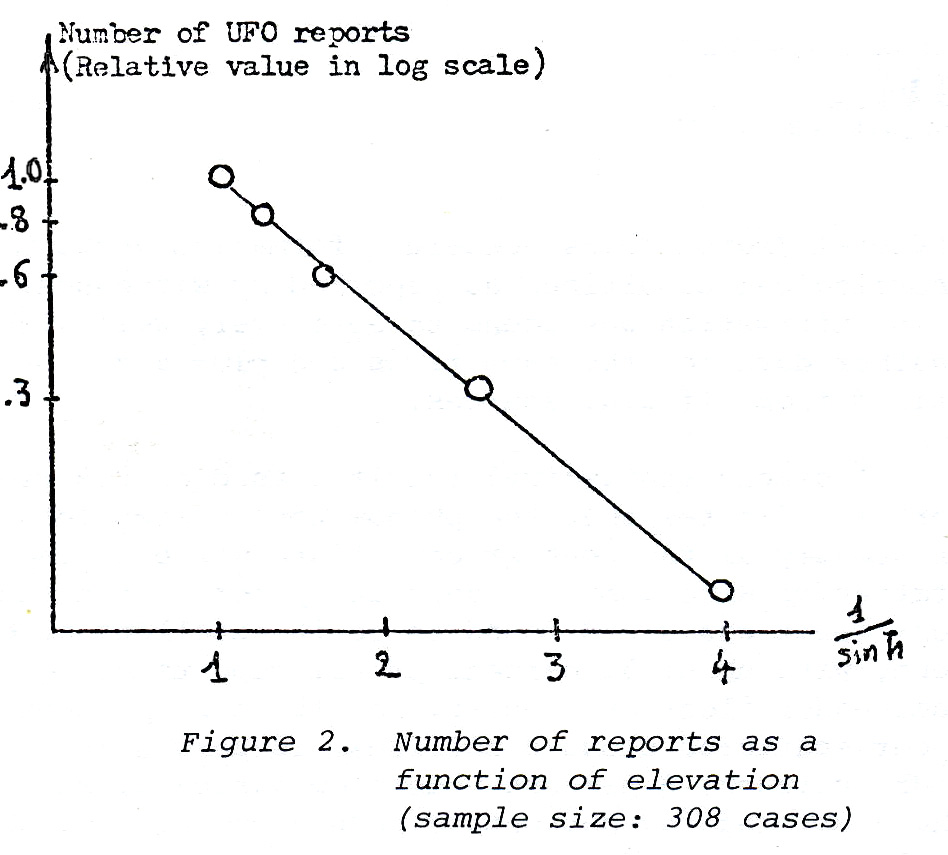 Number of UFO reports
(Relative value in log scale)
1.0
.8
.6
.3
1 2 3 4
1
sin h
Figure 2. Number of reports as a
function of elevation
(sample size: 308 cases)